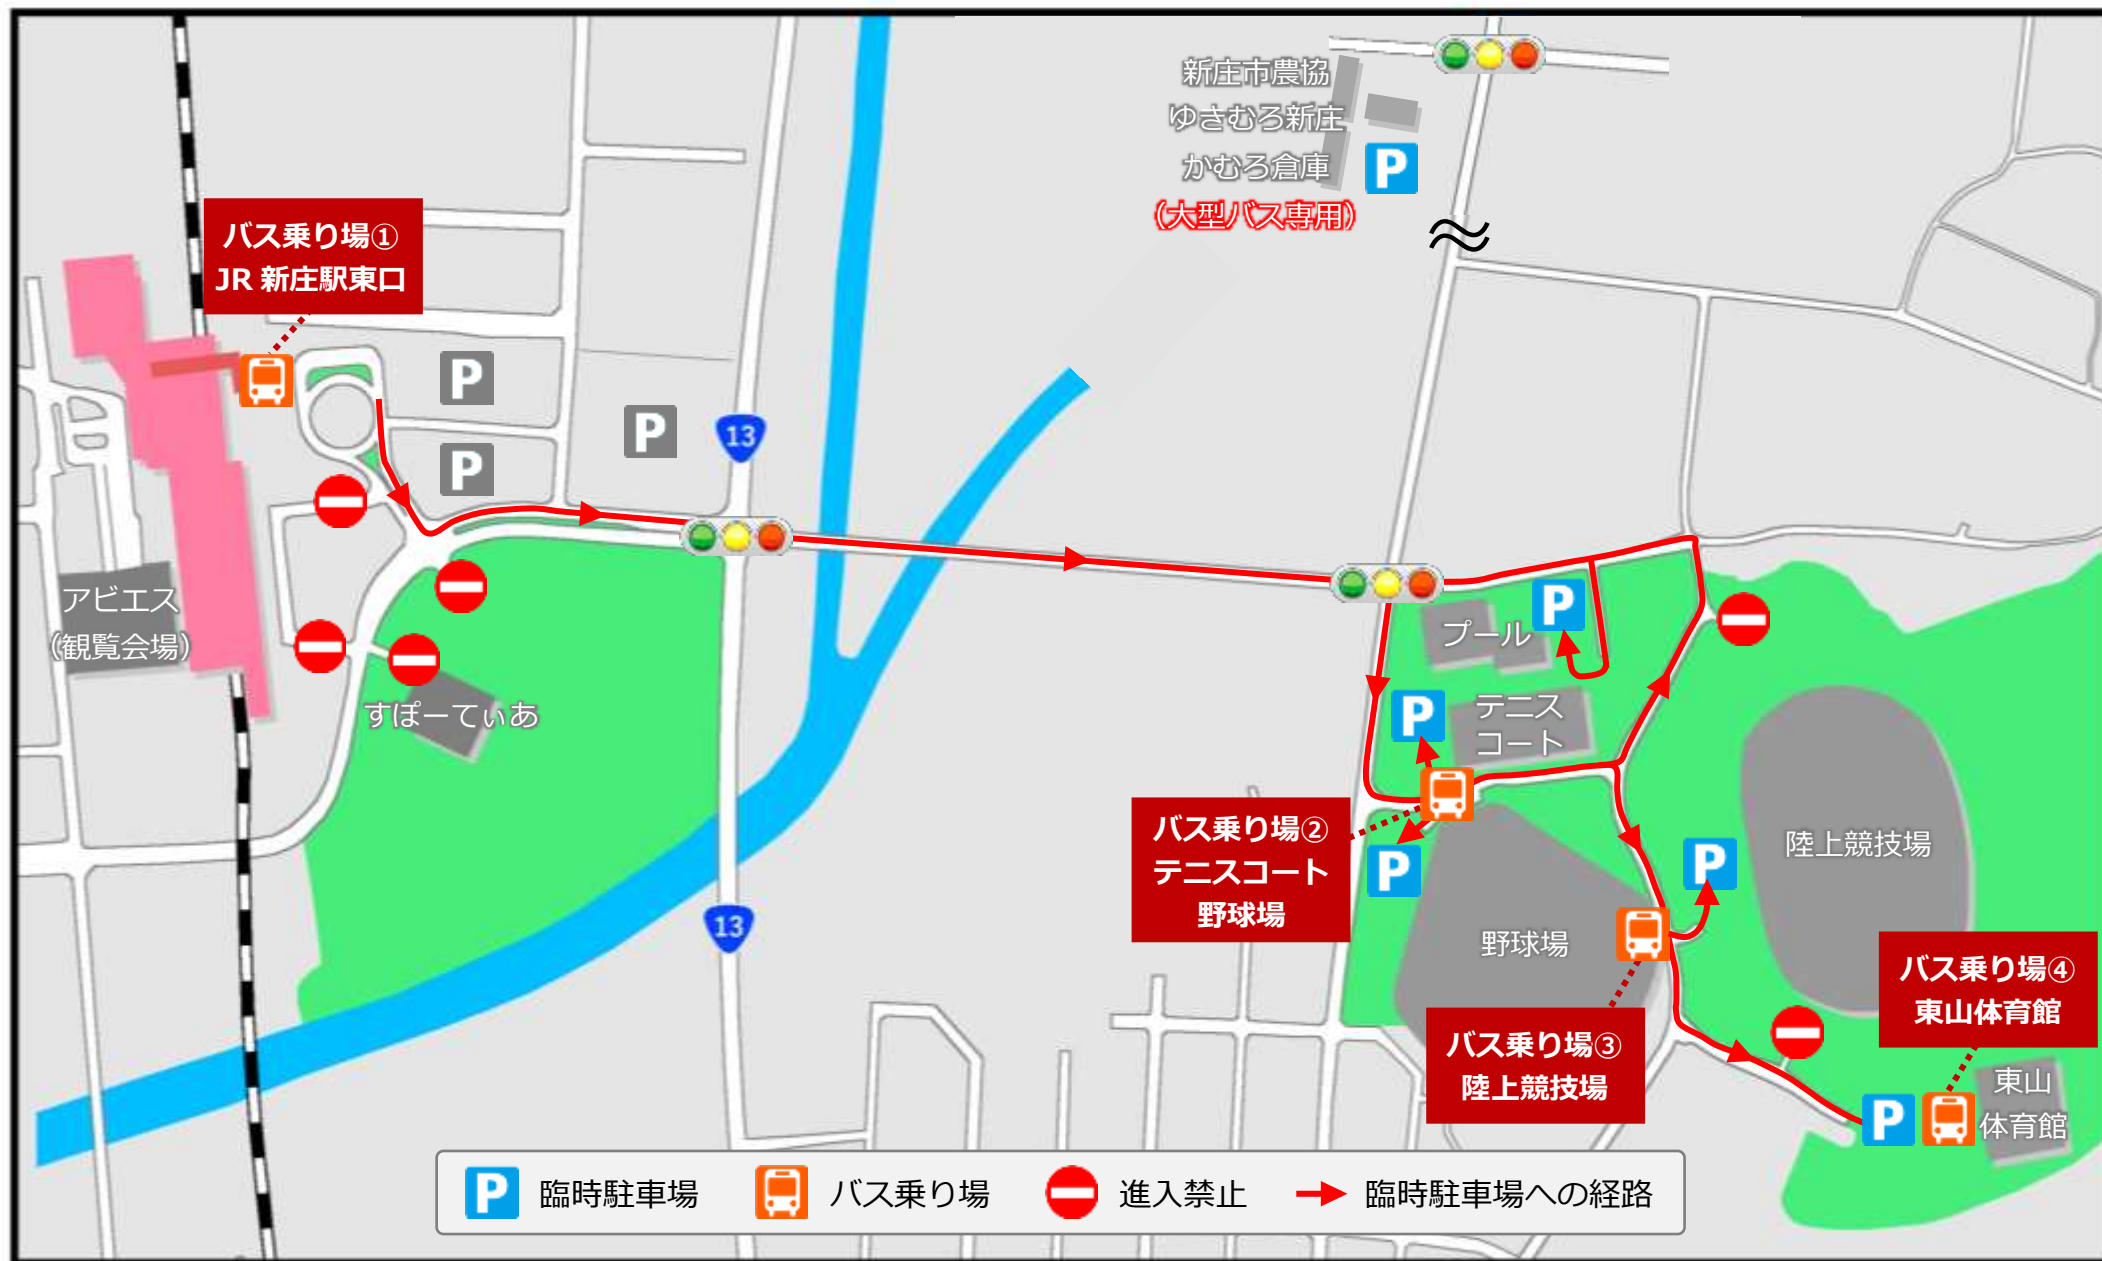 新庄市農協
ゆきむろ新庄
かむろ倉庫
(大型バス専用)
P
バス乗り場①
JR 新庄駅東口
P
P
P
13
アビエス
(観覧会場)
すぽーてぃあ
P
プール
P
テニス
コート
バス乗り場②
テニスコート
野球場
P
P
陸上競技場
13
野球場
バス乗り場③
陸上競技場
バス乗り場④
東山体育館
P
東山
体育館
P 臨時駐車場 バス乗り場 進入禁止 臨時駐車場への経路